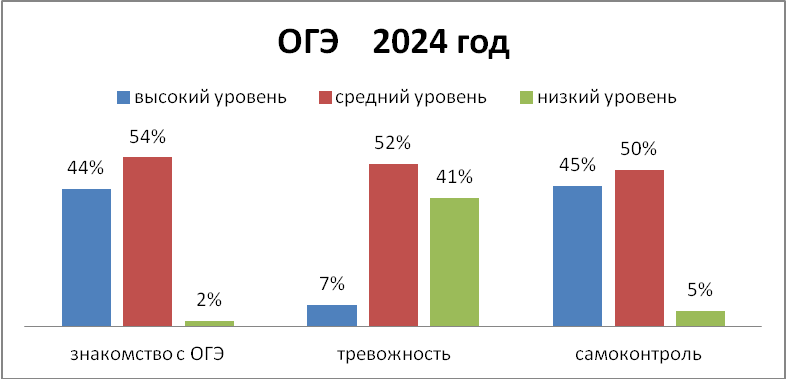 ОГЭ 2024 год
высокий уровень средний уровень низкий уровень
44% 54% 2% 7% 52% 41% 45% 50% 5%
знакомство с ОГЭ тревожность самоконтроль